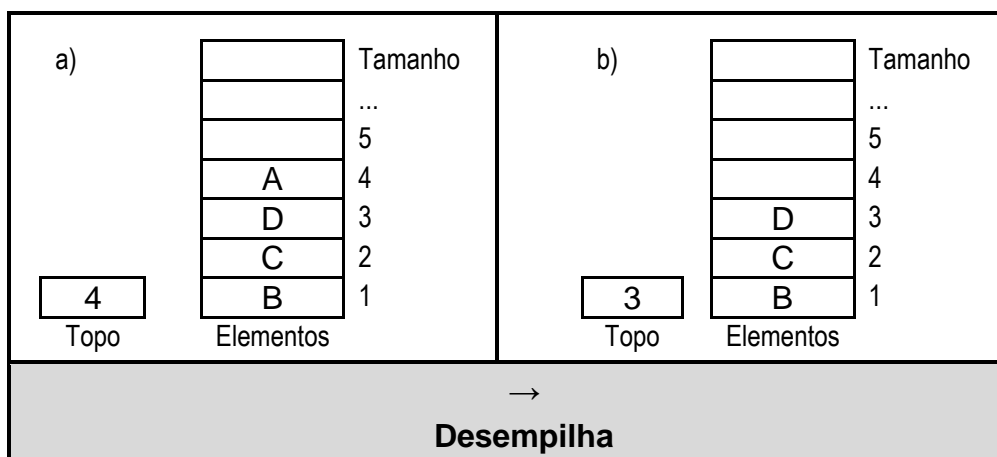 a)
Tamanho
...
5
A 4
D 3
C 2
4 B 1
Topo Elementos
b)
Tamanho
...
5
4
D 3
C 2
3 B 1
Topo Elementos
→
Desempilha